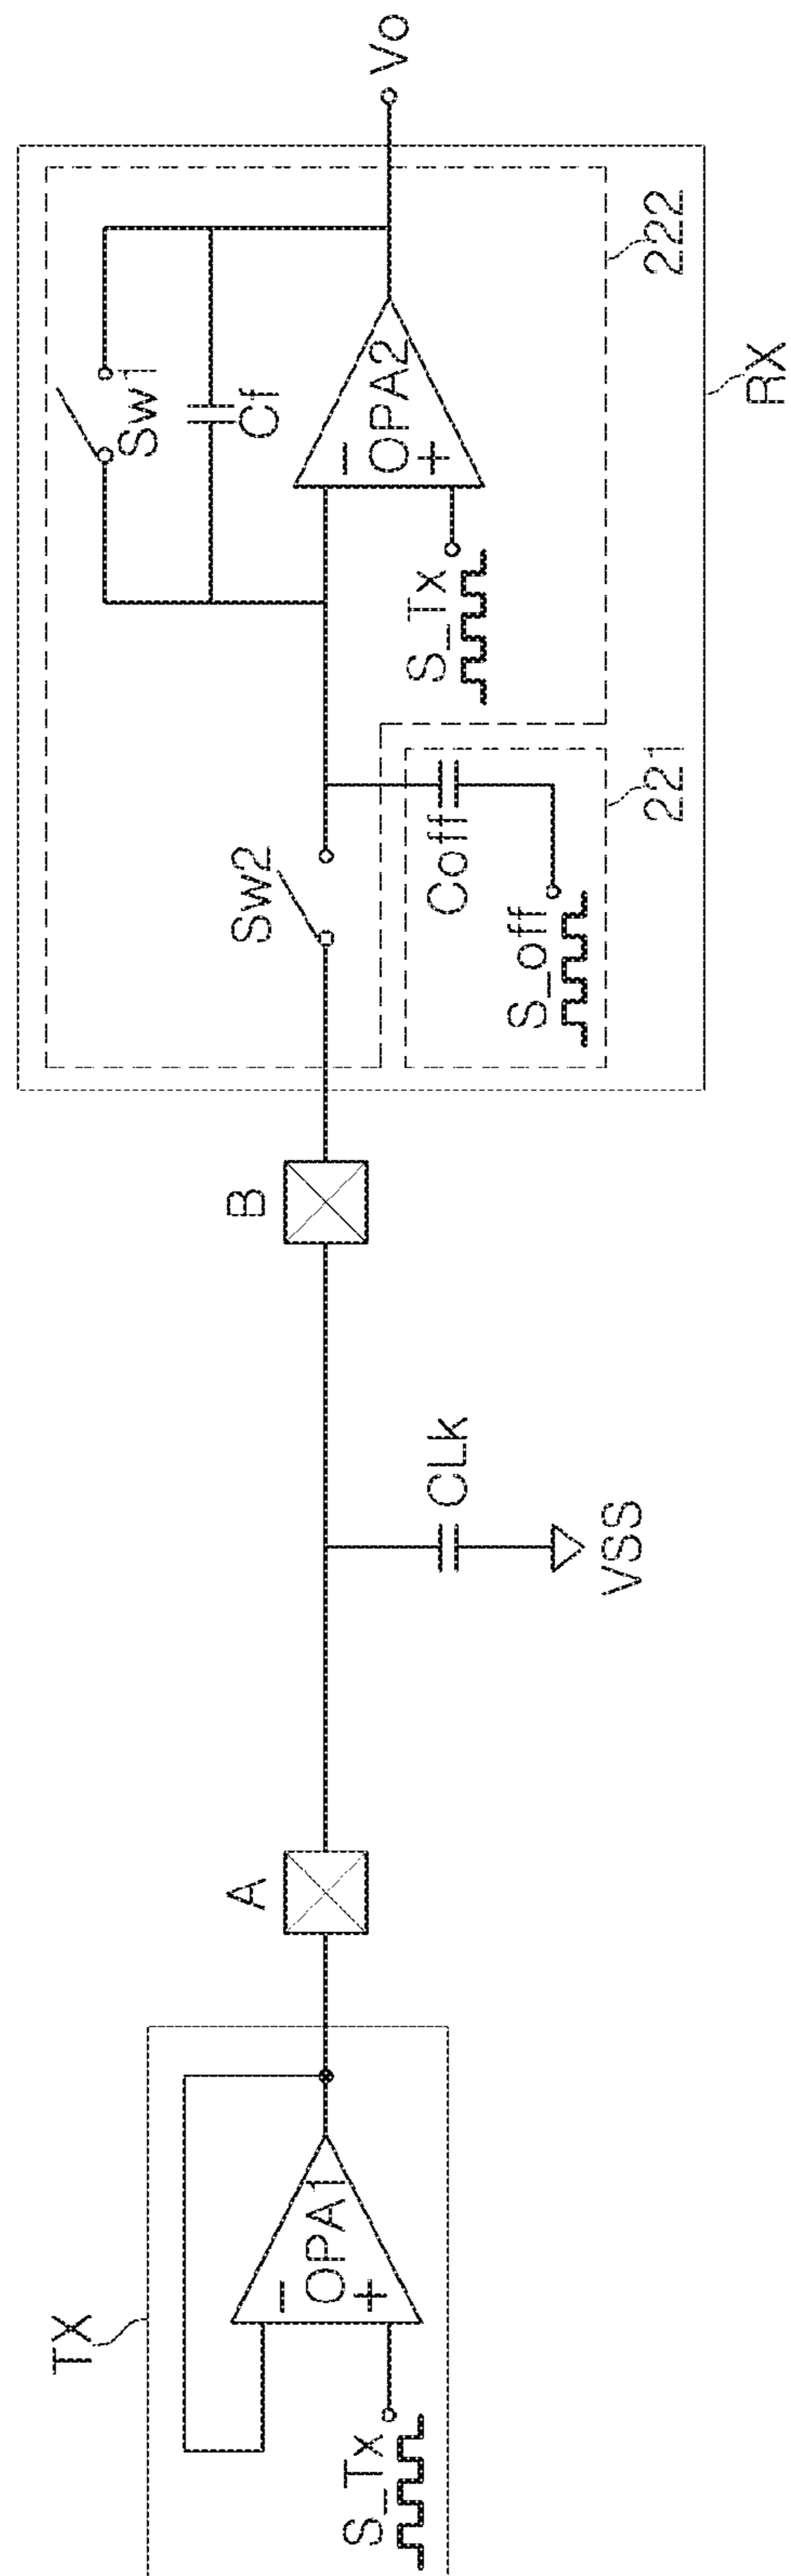 TX
OPA1
−
+
S_Tx
A
CLk
VSS
B
Sw2
Coff
S_off
221
S_Tx
Sw1
Cf
−
OPA2
+
222
RX
Vo